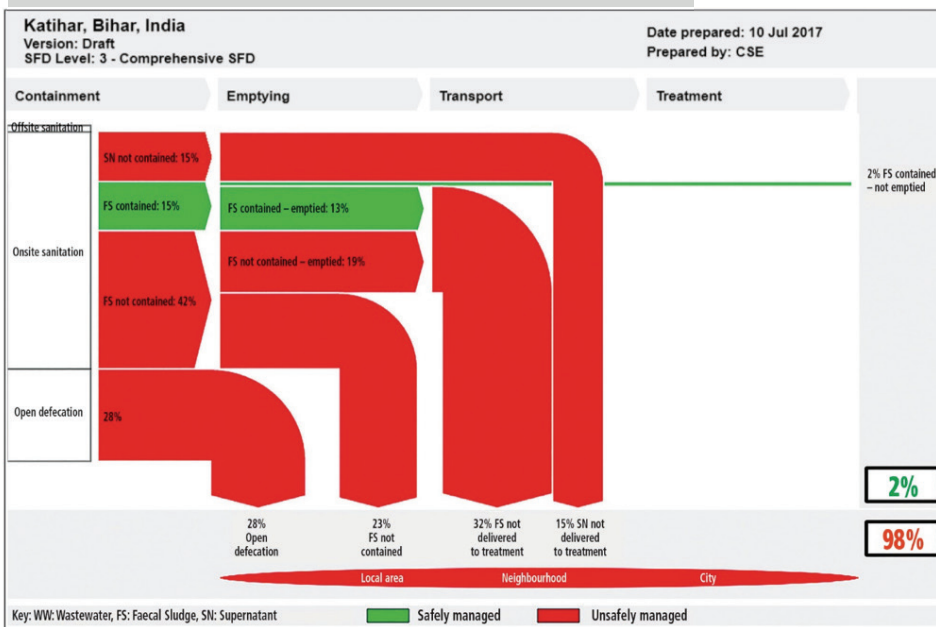 Katihar, Bihar, India
Version: Draft
SFD Level: 3 - Comprehensive SFD
Date prepared: 10 Jul 2017
Prepared by: CSE
Containment
Emptying
Transport
Treatment
Offsite sanitation
SN not contained: 15%
2% FS contained
– not emptied
FS contained: 15%
FS contained – emptied: 13%
Onsite sanitation
FS not contained – emptied: 19%
FS not contained: 42%
Open defecation
28%
2%
28%
Open
defecation
23%
FS not
contained
32% FS not
delivered
to treatment
15% SN not
delivered
to treatment
98%
Local area
Neighbourhood
City
Key: WW: Wastewater, FS: Faecal Sludge, SN: Supernatant
Safely managed
Unsafely managed